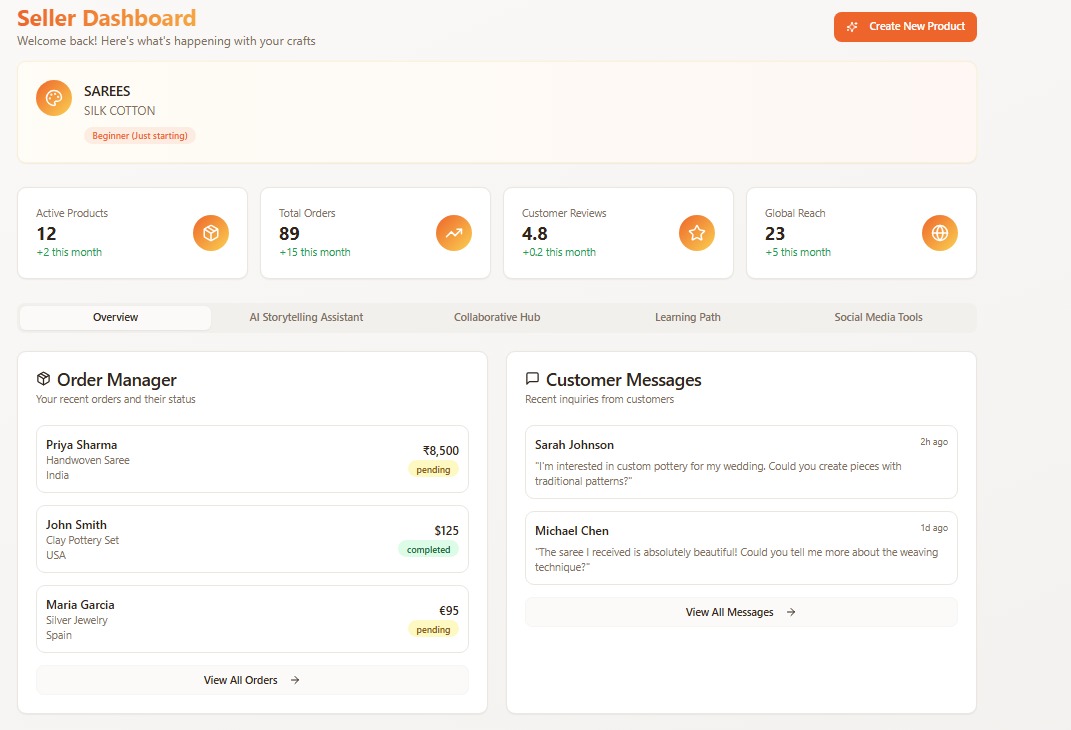 Seller Dashboard
Welcome back! Here's what's happening with your crafts
Create New Product
SAREES
SILK COTTON
Beginner (Just starting)
Active Products
12
+2 this month
Total Orders
89
+15 this month
Customer Reviews
4.8
+0.2 this month
Global Reach
23
+5 this month
Overview
AI Storytelling Assistant
Collaborative Hub
Learning Path
Social Media Tools
Order Manager
Your recent orders and their status
Priya Sharma
Handwoven Saree
India
₹8,500
pending
John Smith
Clay Pottery Set
USA
$125
completed
Maria Garcia
Silver Jewelry
Spain
€95
pending
View All Orders
Customer Messages
Recent inquiries from customers
Sarah Johnson
2h ago
"I'm interested in custom pottery for my wedding. Could you create pieces with
traditional patterns?"
Michael Chen
1d ago
"The saree I received is absolutely beautiful! Could you tell me more about the weaving
technique?"
View All Messages